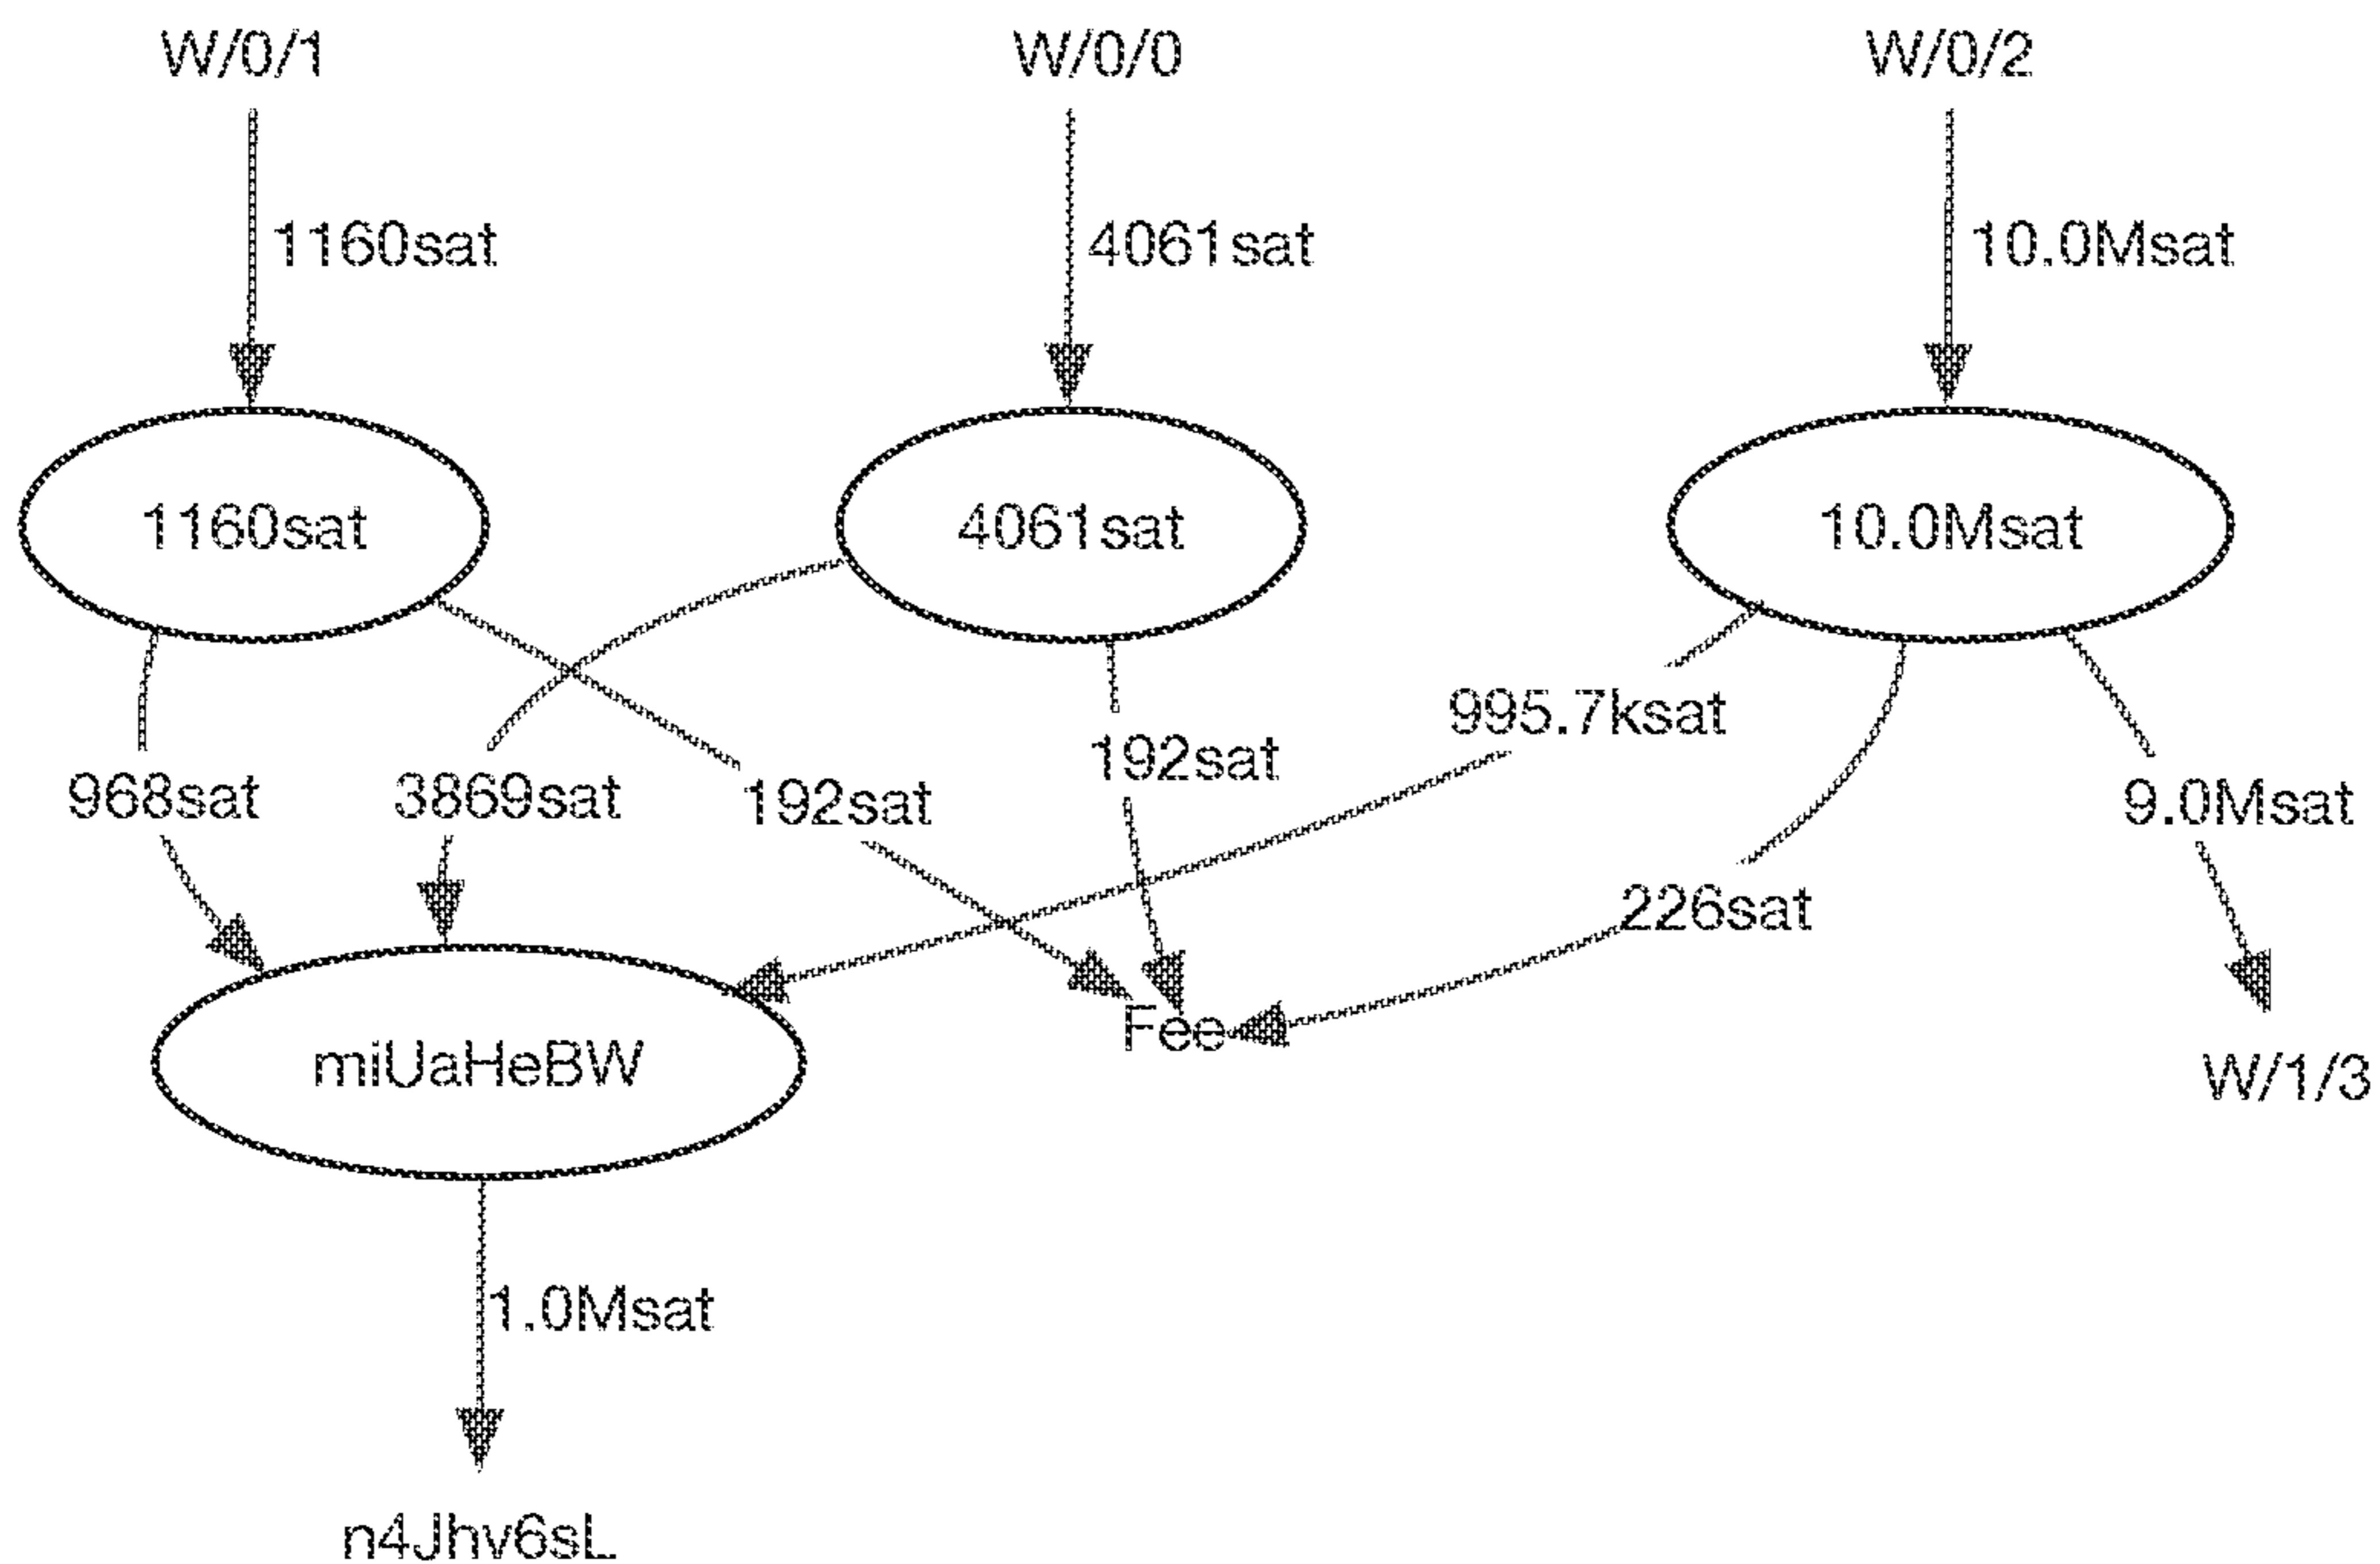 W/0/1
W/0/0
W/0/2
1160sat
4061sat
10.0Msat
1160sat
4061sat
10.0Msat
995.7ksat
192sat
968sat
3869sat
192sat
9.0Msat
226sat
Fee
miUaHeBW
W/1/3
1.0Msat
n4Jhv6sL